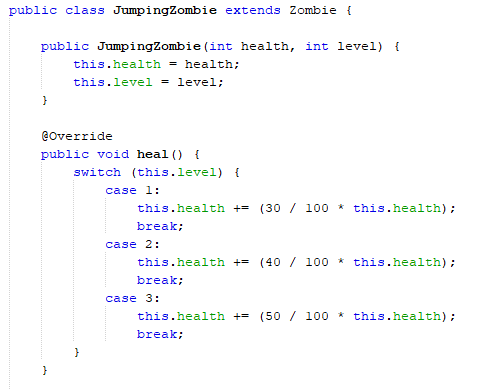 public class JumpingZombie extends Zombie {
public JumpingZombie(int health, int level) {
this.health = health;
this.level = level;
}
@Override
public void heal() {
switch (this.level) {
case 1:
this.health += (30 / 100 * this.health);
break;
case 2:
this.health += (40 / 100 * this.health);
break;
case 3:
this.health += (50 / 100 * this.health);
break;
}
}